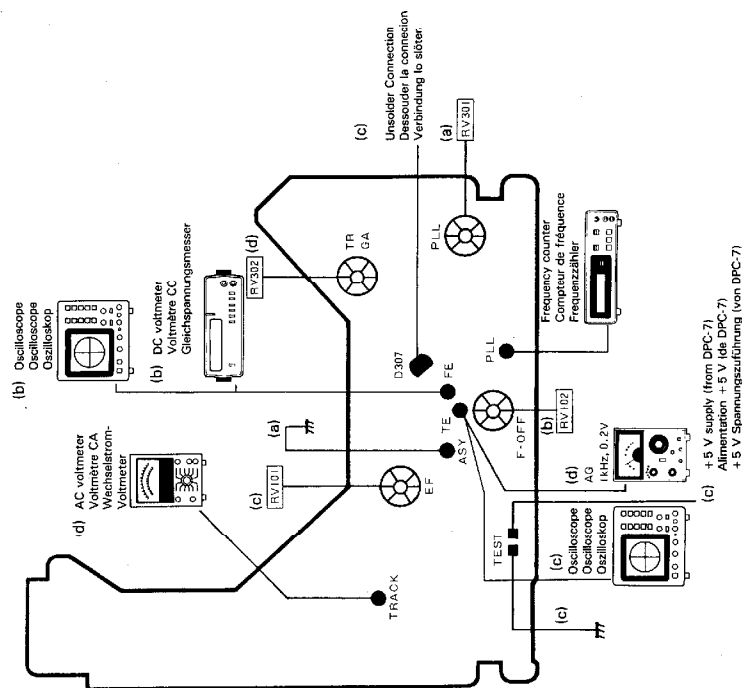 (b) Oscilloscope
Oscilloscope
Oszilloskop
(b) DC voltmeter
Voltmètre CC
Gleichspannungsmesser
RV302 (d)
TR
GA
(c)
Unsolder Connection
Dessouder la connecion
Verbindung lo slöter.
(a)
RV301
PLL
AC voltmeter
Voltmètre CA
Wechselstrom-
Voltmeter
(d)
(c)
RV101
EF
(a)
ASY
TE
FE
D307
F-OFF
(b)
RV102
PLL
Frequency counter
Compteur de fréquence
Frequenzzähler
TRACK
TEST
(c)
(c)
Oscilloscope
Oscilloscope
Oszilloskop
(d)
AG
1kHz, 0.2V
(c)
+5 V supply (from DPC-7)
Alimentation +5 V (de DPC-7)
+5 V Spannungszuführung (von DPC-7)